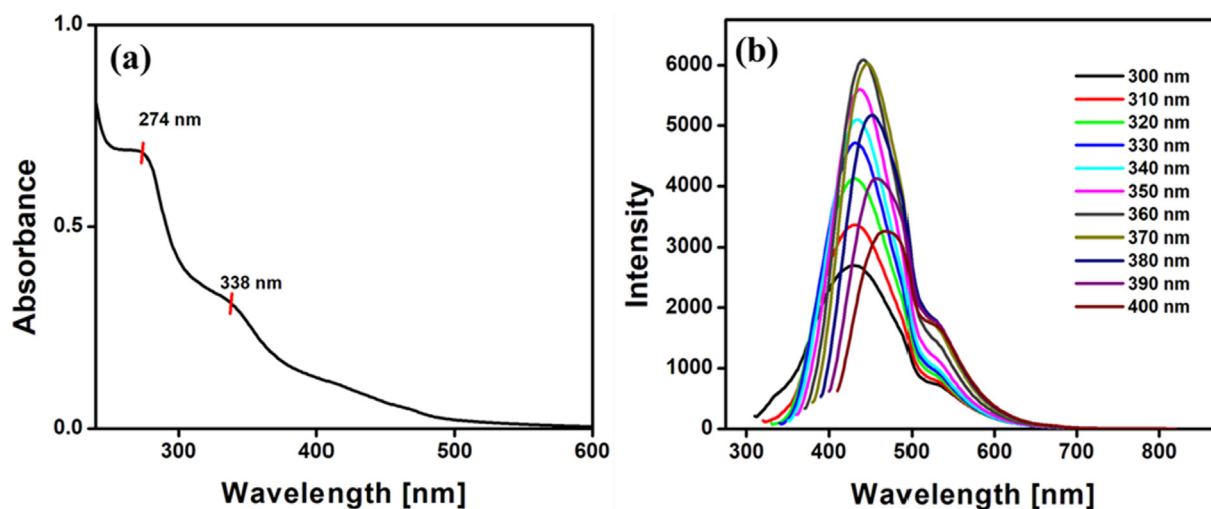 (a)
1.0
0.5
0.0
Absorbance
274 nm
338 nm
300
400
500
600
Wavelength [nm]
(b)
6000
5000
4000
3000
2000
1000
0
Intensity
300 nm
310 nm
320 nm
330 nm
340 nm
350 nm
360 nm
370 nm
380 nm
390 nm
400 nm
300
400
500
600
700
800
Wavelength [nm]